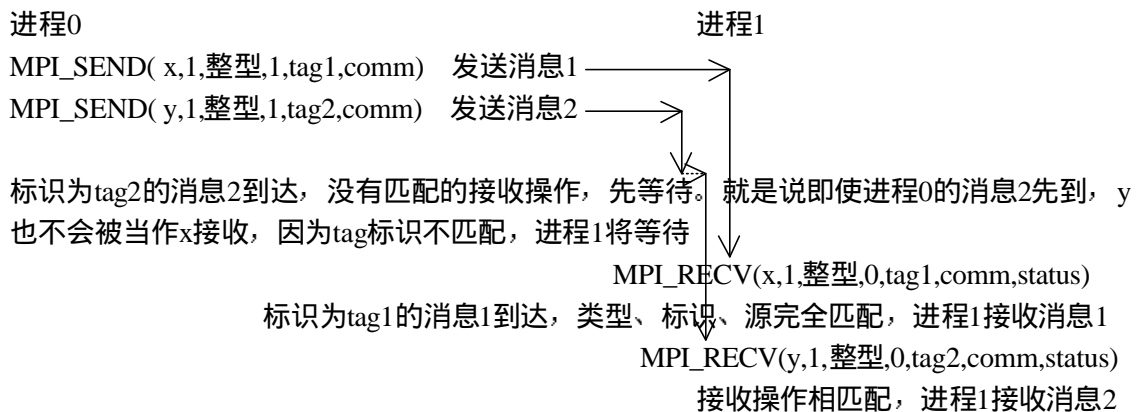 进程0 进程1
MPI_SEND( x,1,整型,1,tag1,comm) 发送消息1
MPI_SEND( y,1,整型,1,tag2,comm) 发送消息2
标识为tag2的消息2到达，没有匹配的接收操作，先等待。就是说即使进程0的消息2先到，y
也不会被当作x接收，因为tag标识不匹配，进程1将等待
MPI_RECV(x,1,整型,0,tag1,comm,status)
标识为tag1的消息1到达，类型、标识、源完全匹配，进程1接收消息1
MPI_RECV(y,1,整型,0,tag2,comm,status)
接收操作相匹配，进程1接收消息2